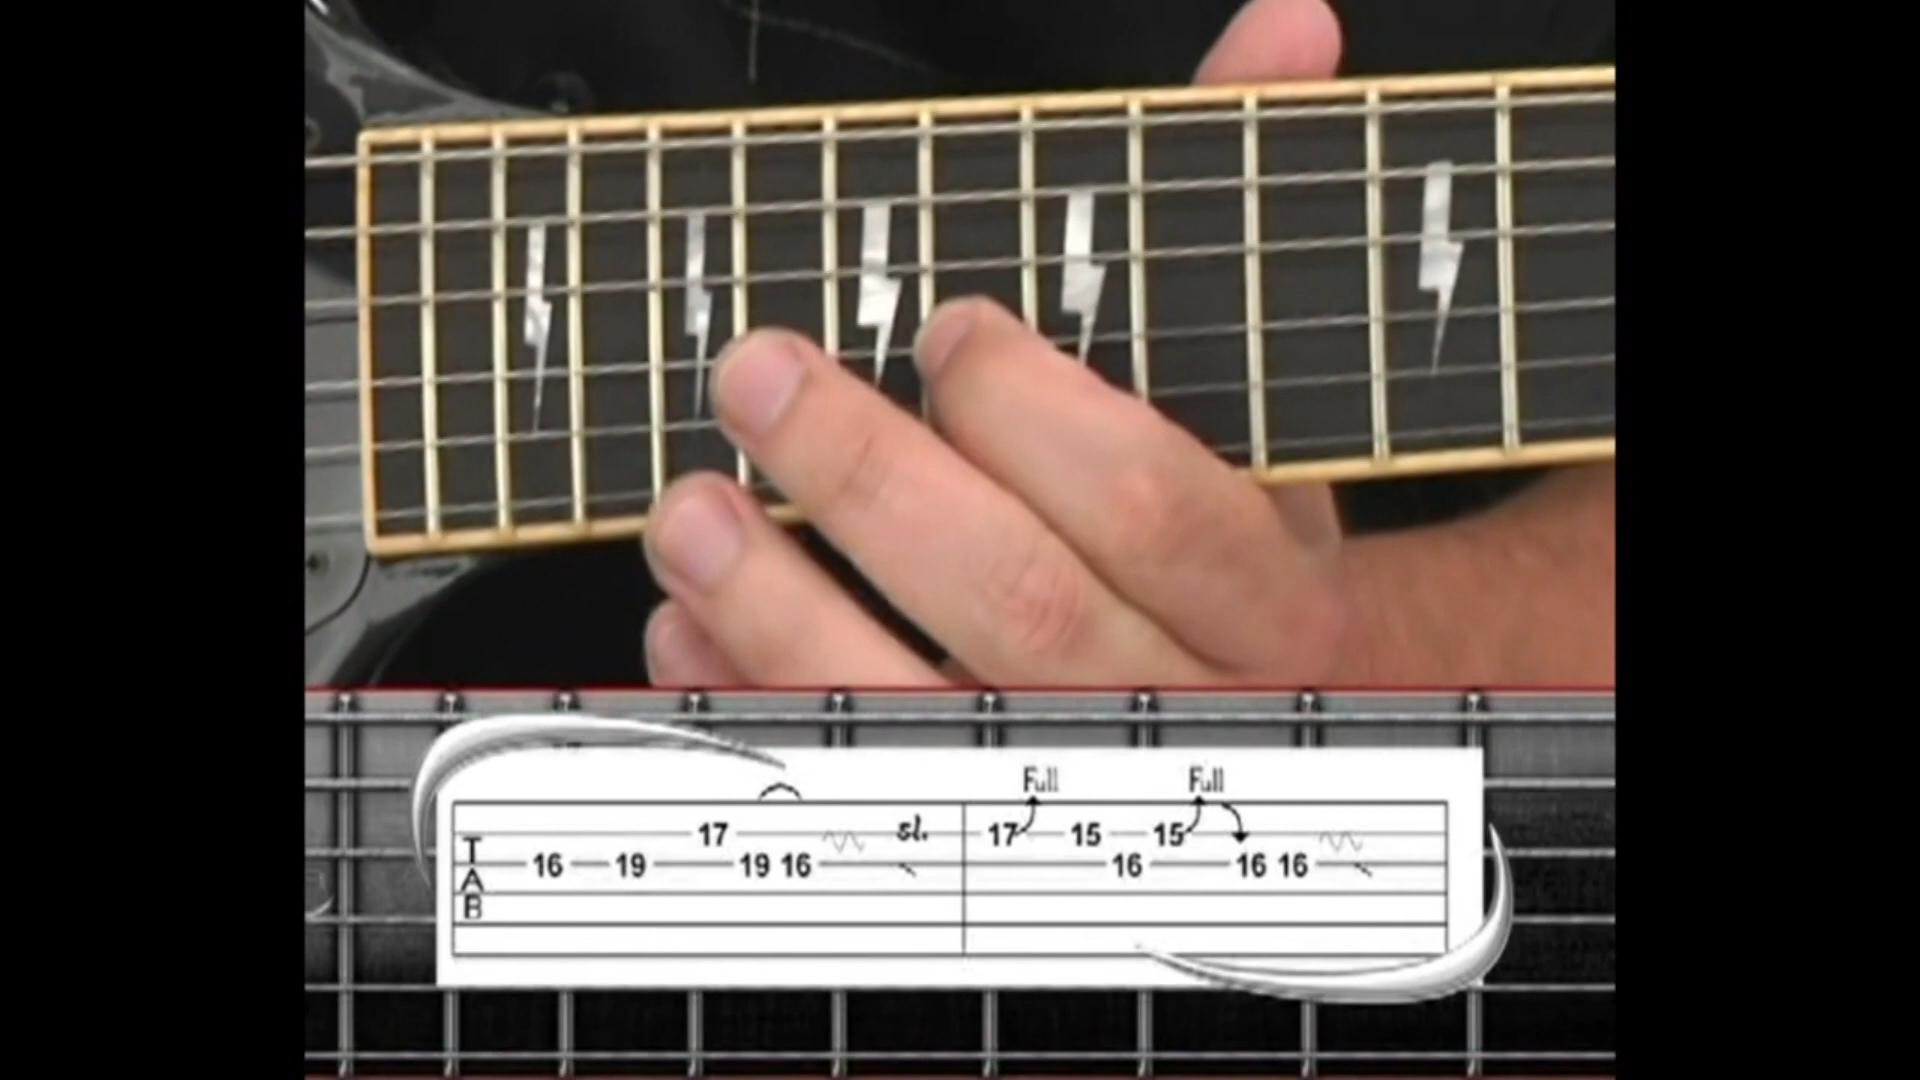 Full Full
17 sl. 17 15 15
16 19 19 16 16 16 16
T
A
B